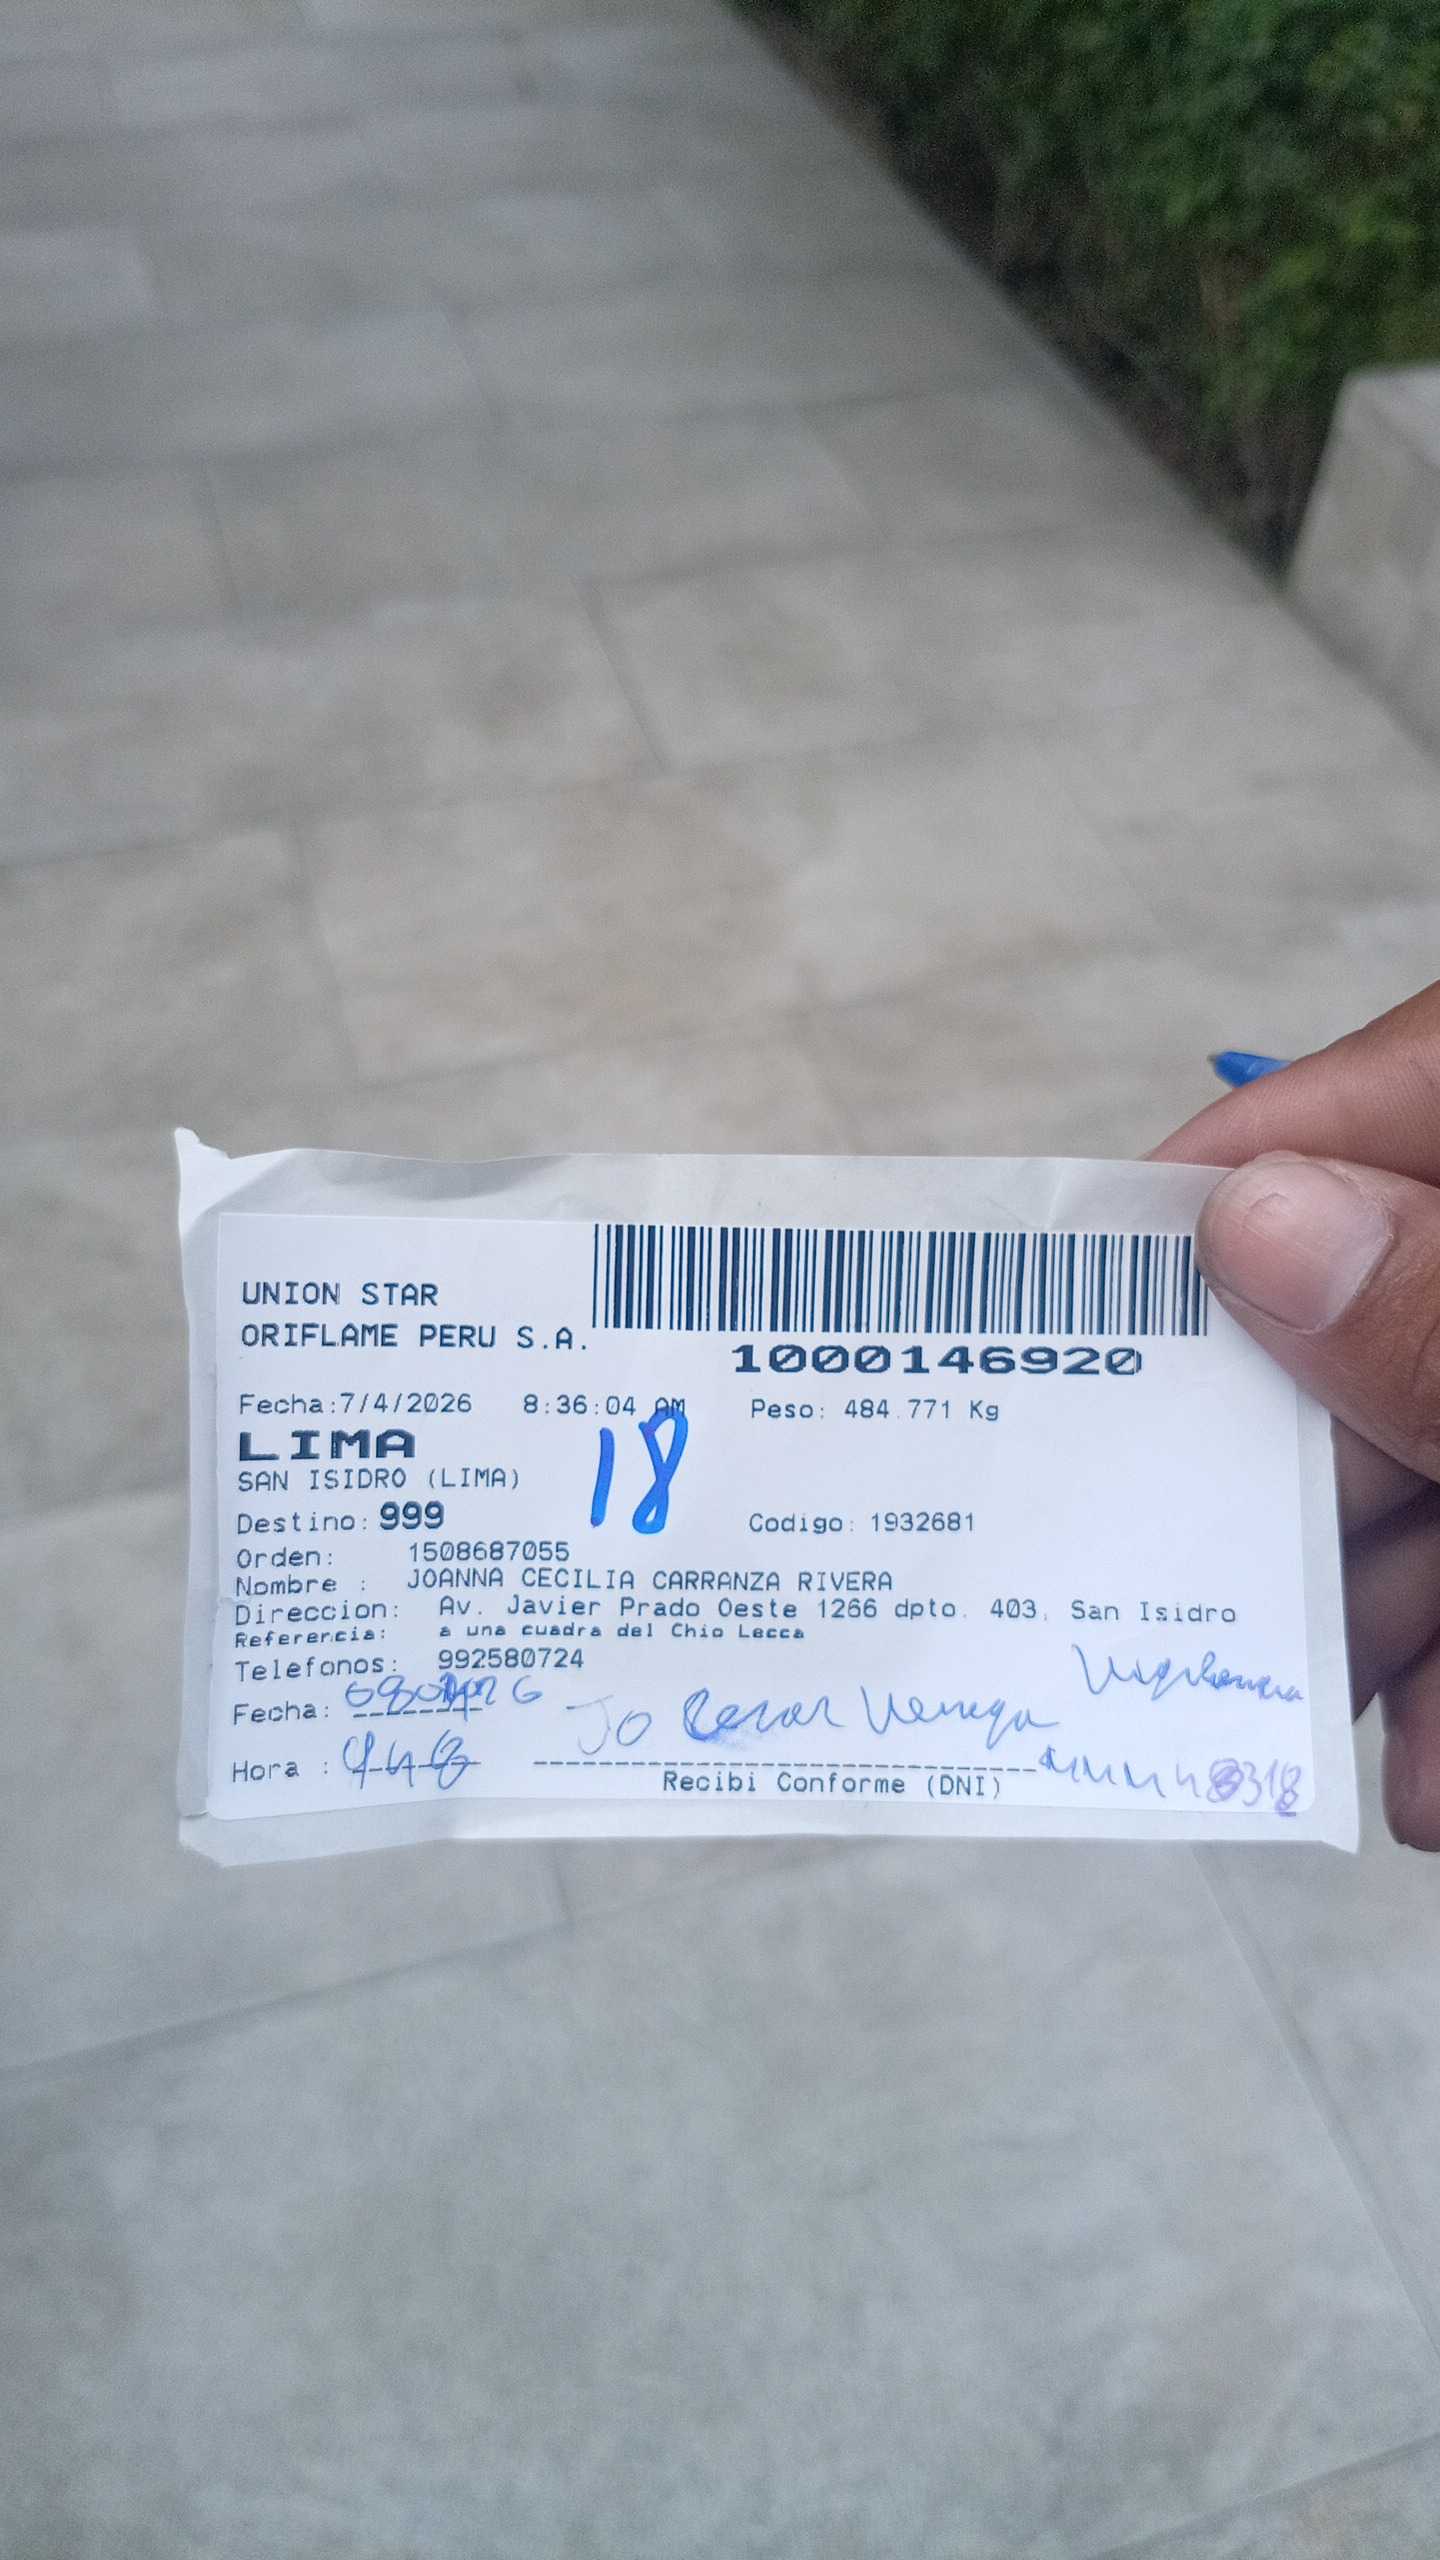 UNION STAR
ORIFLAME PERU S.A.
1000146920
Fecha:7/4/2026 8:36:04 AM Peso: 484.771 Kg
LIMA
18
SAN ISIDRO (LIMA)
Destino: 999 Codigo: 1932681
Orden: 1508687055
Nombre : JOANNA CECILIA CARRANZA RIVERA
Direccion: Av. Javier Prado Oeste 1266 dpto. 403, San Isidro
Referencia: a una cuadra del Chio Lecca
Telefonos: 992580724
Fecha:
Hora :
Recibi Conforme (DNI)